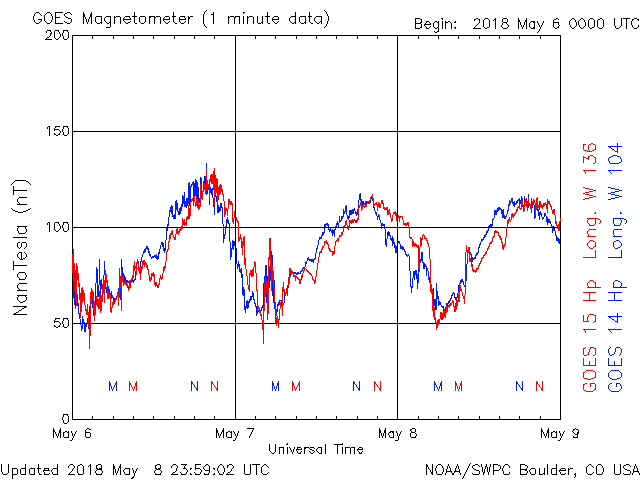 GOES Magnetometer (1 minute data)
Begin: 2018 May 6 0000 UTC
200
150
100
50
0
NanoTesla (nT)
M M N N M M N N M M N N
May 6 May 7 May 8 May 9
Universal Time
GOES 15 Hp Long. W 136
GOES 14 Hp Long. W 104
Updated 2018 May 8 23:59:02 UTC
NOAA/SWPC Boulder, CO USA